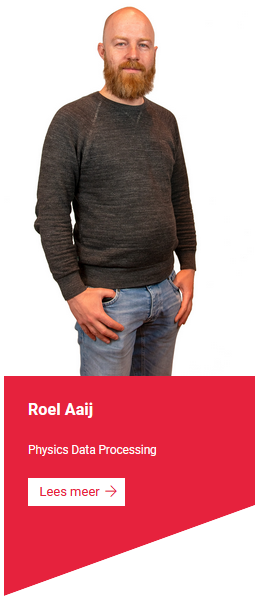 Roel Aaij
Physics Data Processing
Lees meer →